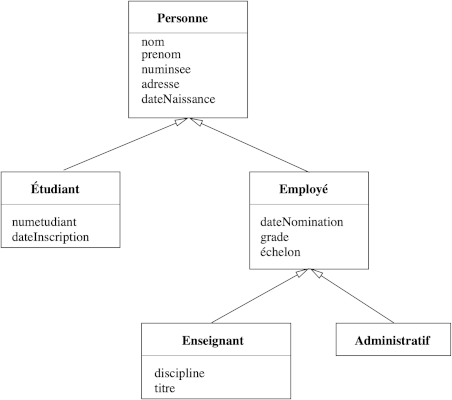 Personne
nom
prenom
numinsee
adresse
dateNaissance
Étudiant
numetudiant
dateInscription
Employé
dateNomination
grade
échelon
Enseignant
discipline
titre
Administratif